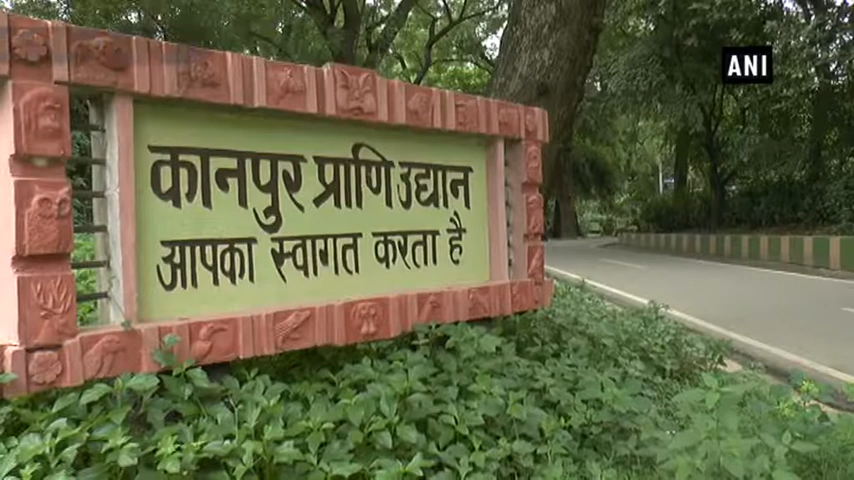 ANI
कानपुर प्राणिउद्यान
आपका स्वागत करता है